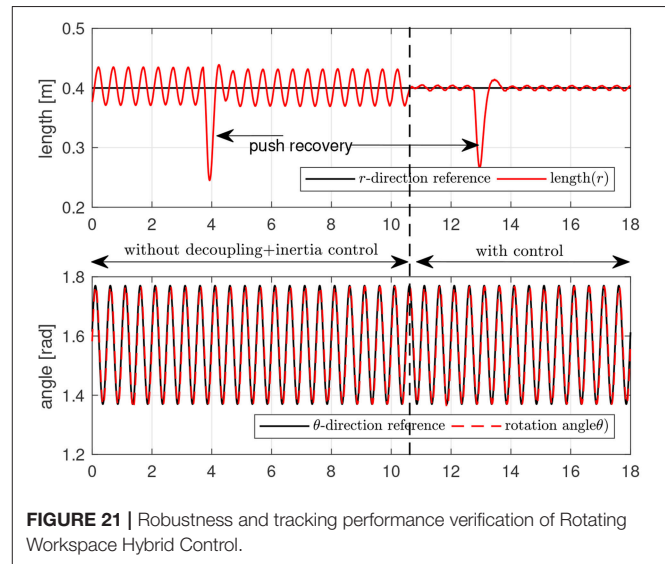 0.5
0.4
0.3
0.2
length [m]
push recovery
r-direction reference length(r)
0 2 4 6 8 10 12 14 16 18
without decoupling+inertia control with control
1.8
1.6
1.4
1.2
angle [rad]
θ-direction reference rotation angleθ)
0 2 4 6 8 10 12 14 16 18
FIGURE 21 | Robustness and tracking performance verification of Rotating
Workspace Hybrid Control.